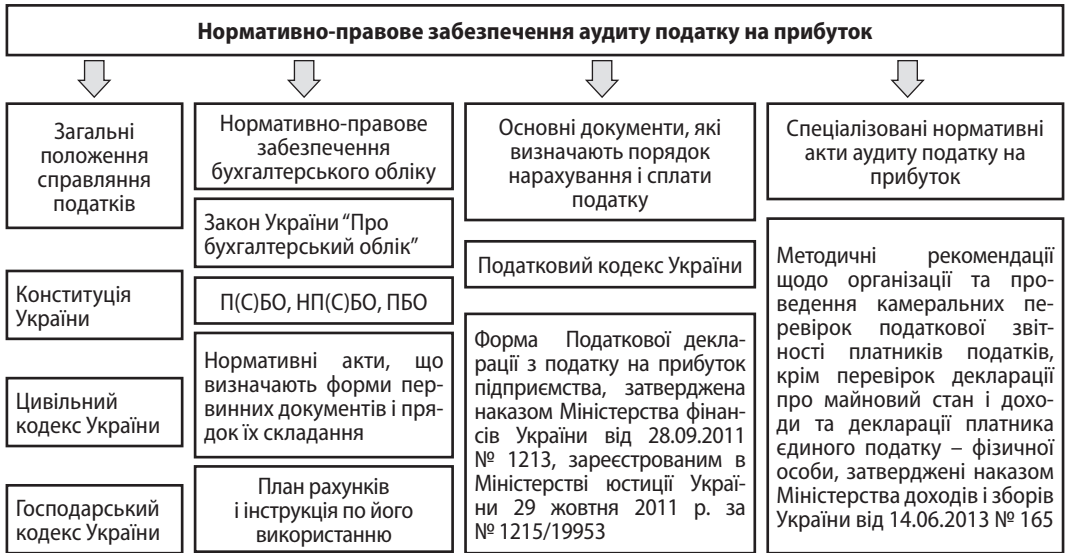 Нормативно-правове забезпечення аудиту податку на прибуток
Загальні
положення
справляння
податків
Конституція
України
Цивільний
кодекс України
Господарський
кодекс України
Нормативно-правове
забезпечення
бухгалтерського обліку
Закон України “Про
бухгалтерський облік”
П(С)БО, НП(С)БО, ПБО
Нормативні акти, що
визначають форми пер-
винних документів і пря-
док їх складання
План рахунків
і інструкція по його
використанню
Основні документи, які
визначають порядок
нарахування і сплати
податку
Податковий кодекс України
Форма Податкової декла-
рації з податку на прибуток
підприємства, затверджена
наказом Міністерства фінан-
сів України від 28.09.2011
№ 1213, зареєстрованим в
Міністерстві юстиції Украї-
ни 29 жовтня 2011 р. за
№ 1215/19953
Спеціалізовані нормативні
акти аудиту податку на
прибуток
Методичні рекомендації
щодо організації та про-
ведення камеральних пе-
ревірок податкової звіт-
ності платників податків,
крім перевірок декларації
про майновий стан і дохо-
ди та декларації платника
єдиного податку – фізичної
особи, затверджені наказом
Міністерства доходів і зборів
України від 14.06.2013 № 165